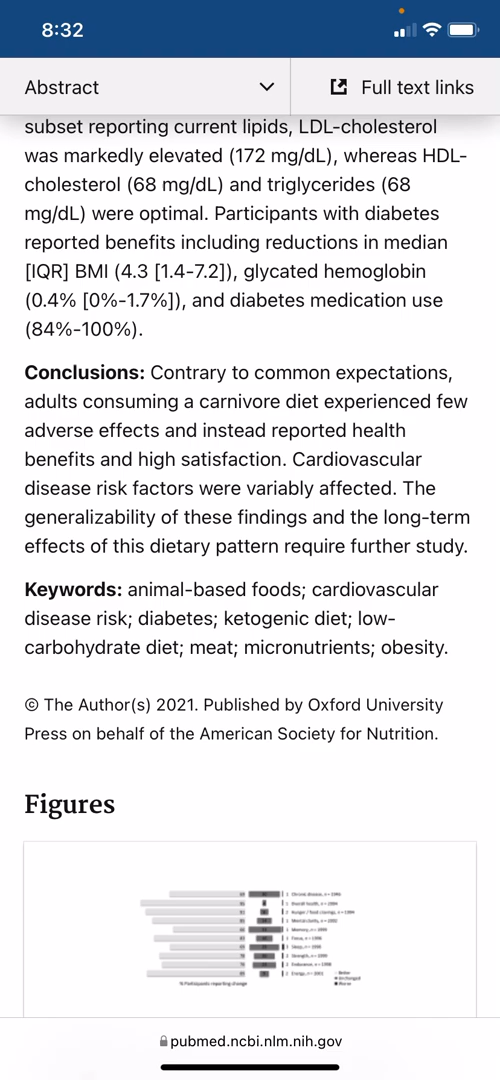 8:32
Abstract
Full text links
subset reporting current lipids, LDL-cholesterol
was markedly elevated (172 mg/dL), whereas HDL-
cholesterol (68 mg/dL) and triglycerides (68
mg/dL) were optimal. Participants with diabetes
reported benefits including reductions in median
[IQR] BMI (4.3 [1.4-7.2]), glycated hemoglobin
(0.4% [0%-1.7%]), and diabetes medication use
(84%-100%).
Conclusions: Contrary to common expectations,
adults consuming a carnivore diet experienced few
adverse effects and instead reported health
benefits and high satisfaction. Cardiovascular
disease risk factors were variably affected. The
generalizability of these findings and the long-term
effects of this dietary pattern require further study.
Keywords: animal-based foods; cardiovascular
disease risk; diabetes; ketogenic diet; low-
carbohydrate diet; meat; micronutrients; obesity.
© The Author(s) 2021. Published by Oxford University
Press on behalf of the American Society for Nutrition.
Figures
% Participants reporting change
Better
Unchanged
Worse
pubmed.ncbi.nlm.nih.gov